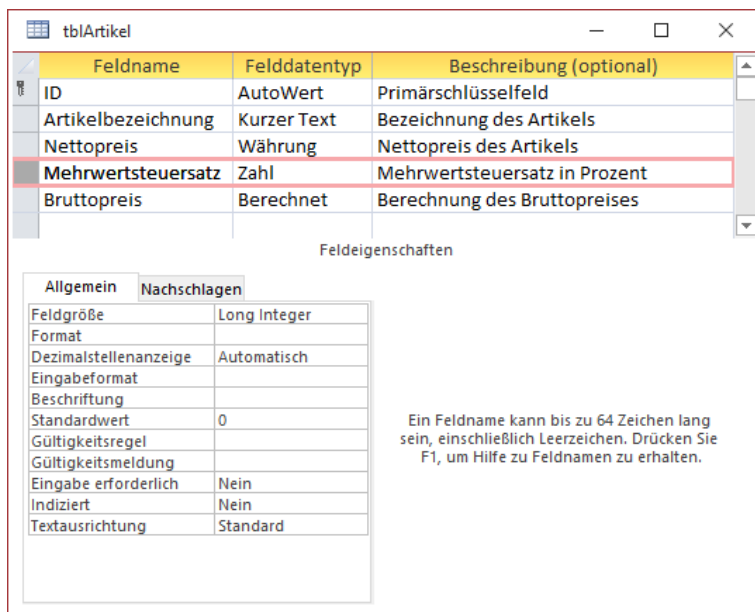 tblArtikel
Feldname Felddatentyp Beschreibung (optional)
ID AutoWert Primärschlüsselfeld
Artikelbezeichnung Kurzer Text Bezeichnung des Artikels
Nettopreis Währung Nettopreis des Artikels
Mehrwertsteuersatz Zahl Mehrwertsteuersatz in Prozent
Bruttopreis Berechnet Berechnung des Bruttopreises
Feldeigenschaften
Allgemein Nachschlagen
Feldgröße Long Integer
Format
Dezimalstellenanzeige Automatisch
Eingabeformat
Beschriftung
Standardwert 0
Gültigkeitsregel
Gültigkeitsmeldung
Eingabe erforderlich Nein
Indiziert Nein
Textausrichtung Standard
Ein Feldname kann bis zu 64 Zeichen lang
sein, einschließlich Leerzeichen. Drücken Sie
F1, um Hilfe zu Feldnamen zu erhalten.